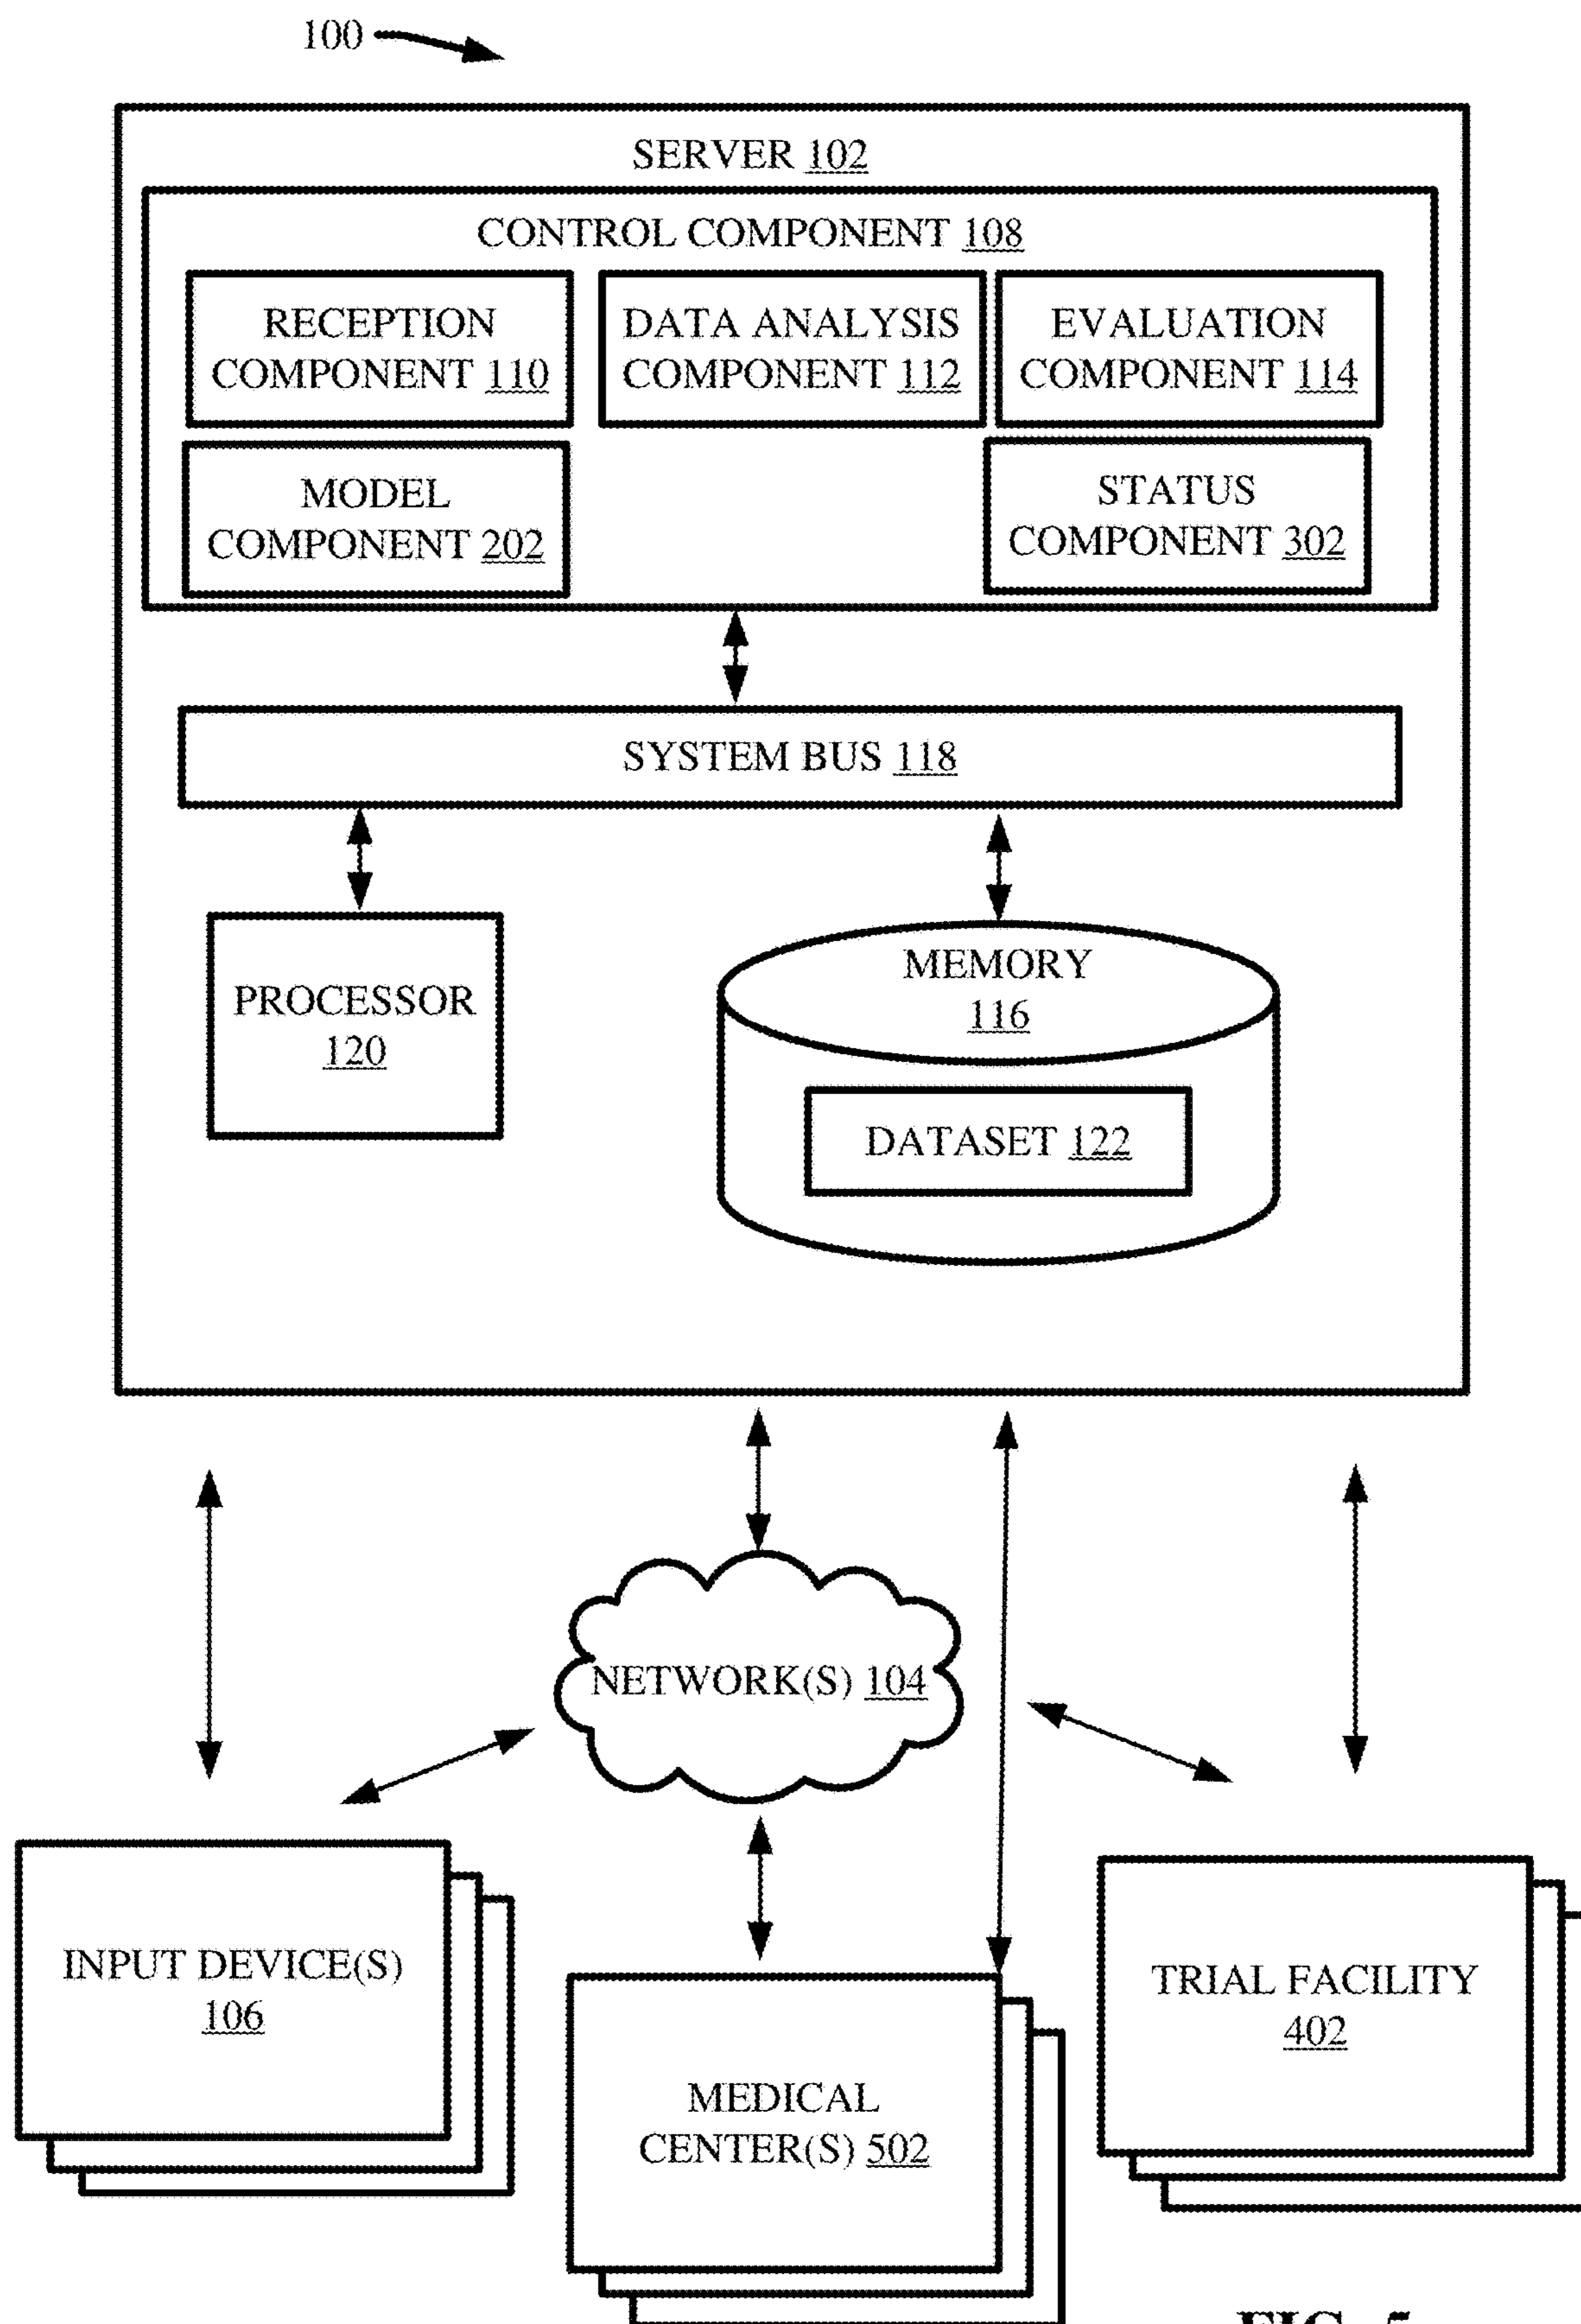 100
SERVER 102
CONTROL COMPONENT 108
RECEPTION
COMPONENT 110
DATA ANALYSIS
COMPONENT 112
EVALUATION
COMPONENT 114
MODEL
COMPONENT 202
STATUS
COMPONENT 302
SYSTEM BUS 118
PROCESSOR
120
MEMORY
116
DATASET 122
NETWORK(S) 104
INPUT DEVICE(S)
106
MEDICAL
CENTER(S) 502
TRIAL FACILITY
402
FIG. 5